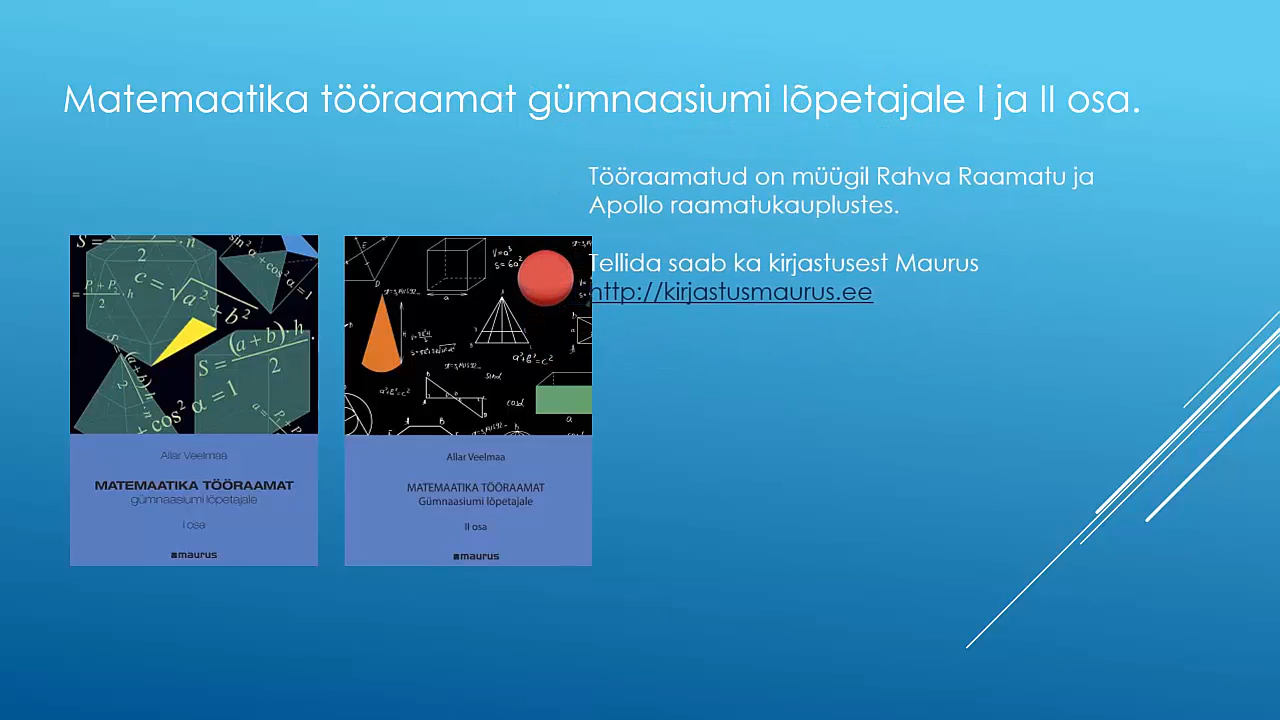 Matemaatika tööraamat gümnaasiumi lõpetajale I ja II osa.
Tööraamatud on müügil Rahva Raamatu ja
Apollo raamatukauplustes.
Tellida saab ka kirjastusest Maurus
http://kirjastusmaurus.ee
Allar Veelmaa
MATEMAATIKA TÖÖRAAMAT
gümnaasiumi lõpetajale
I osa
maurus
Allar Veelmaa
MATEMAATIKA TÖÖRAAMAT
Gümnaasiumi lõpetajale
II osa
maurus